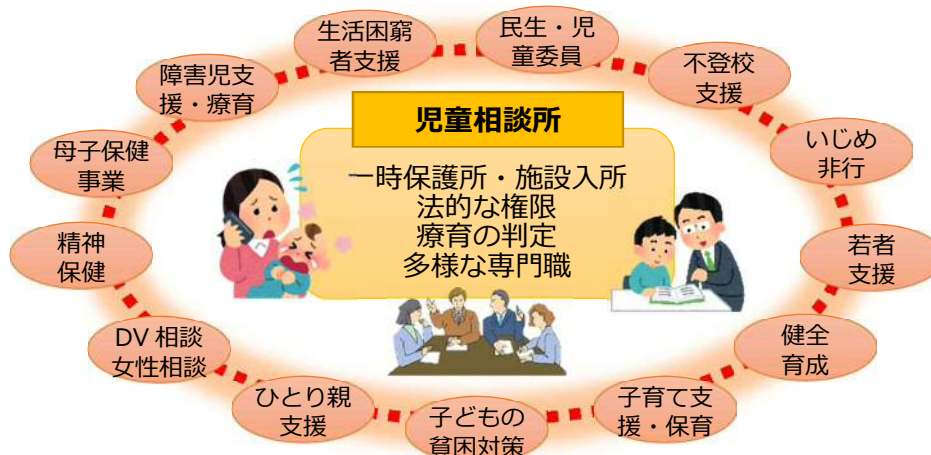 生活困窮
者支援
民生・児
童委員
不登校
支援
いじめ
非行
若者
支援
健全
育成
子育て支
援・保育
子どもの
貧困対策
ひとり親
支援
DV 相談
女性相談
精神
保健
母子保健
事業
障害児支
援・療育
児童相談所
一時保護所・施設入所
法的な権限
療育の判定
多様な専門職